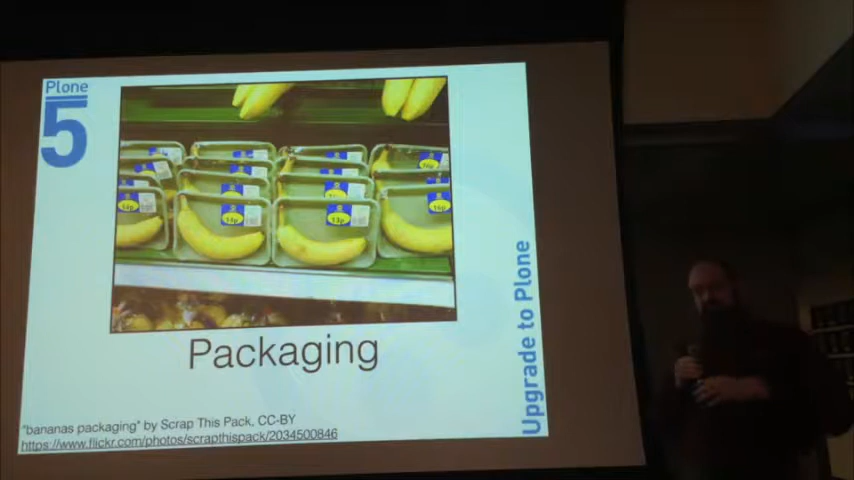 Plone
5
Packaging
Upgrade to Plone
"bananas packaging" by Scrap This Pack, CC-BY
https://www.flickr.com/photos/scrapthispack/2034500846